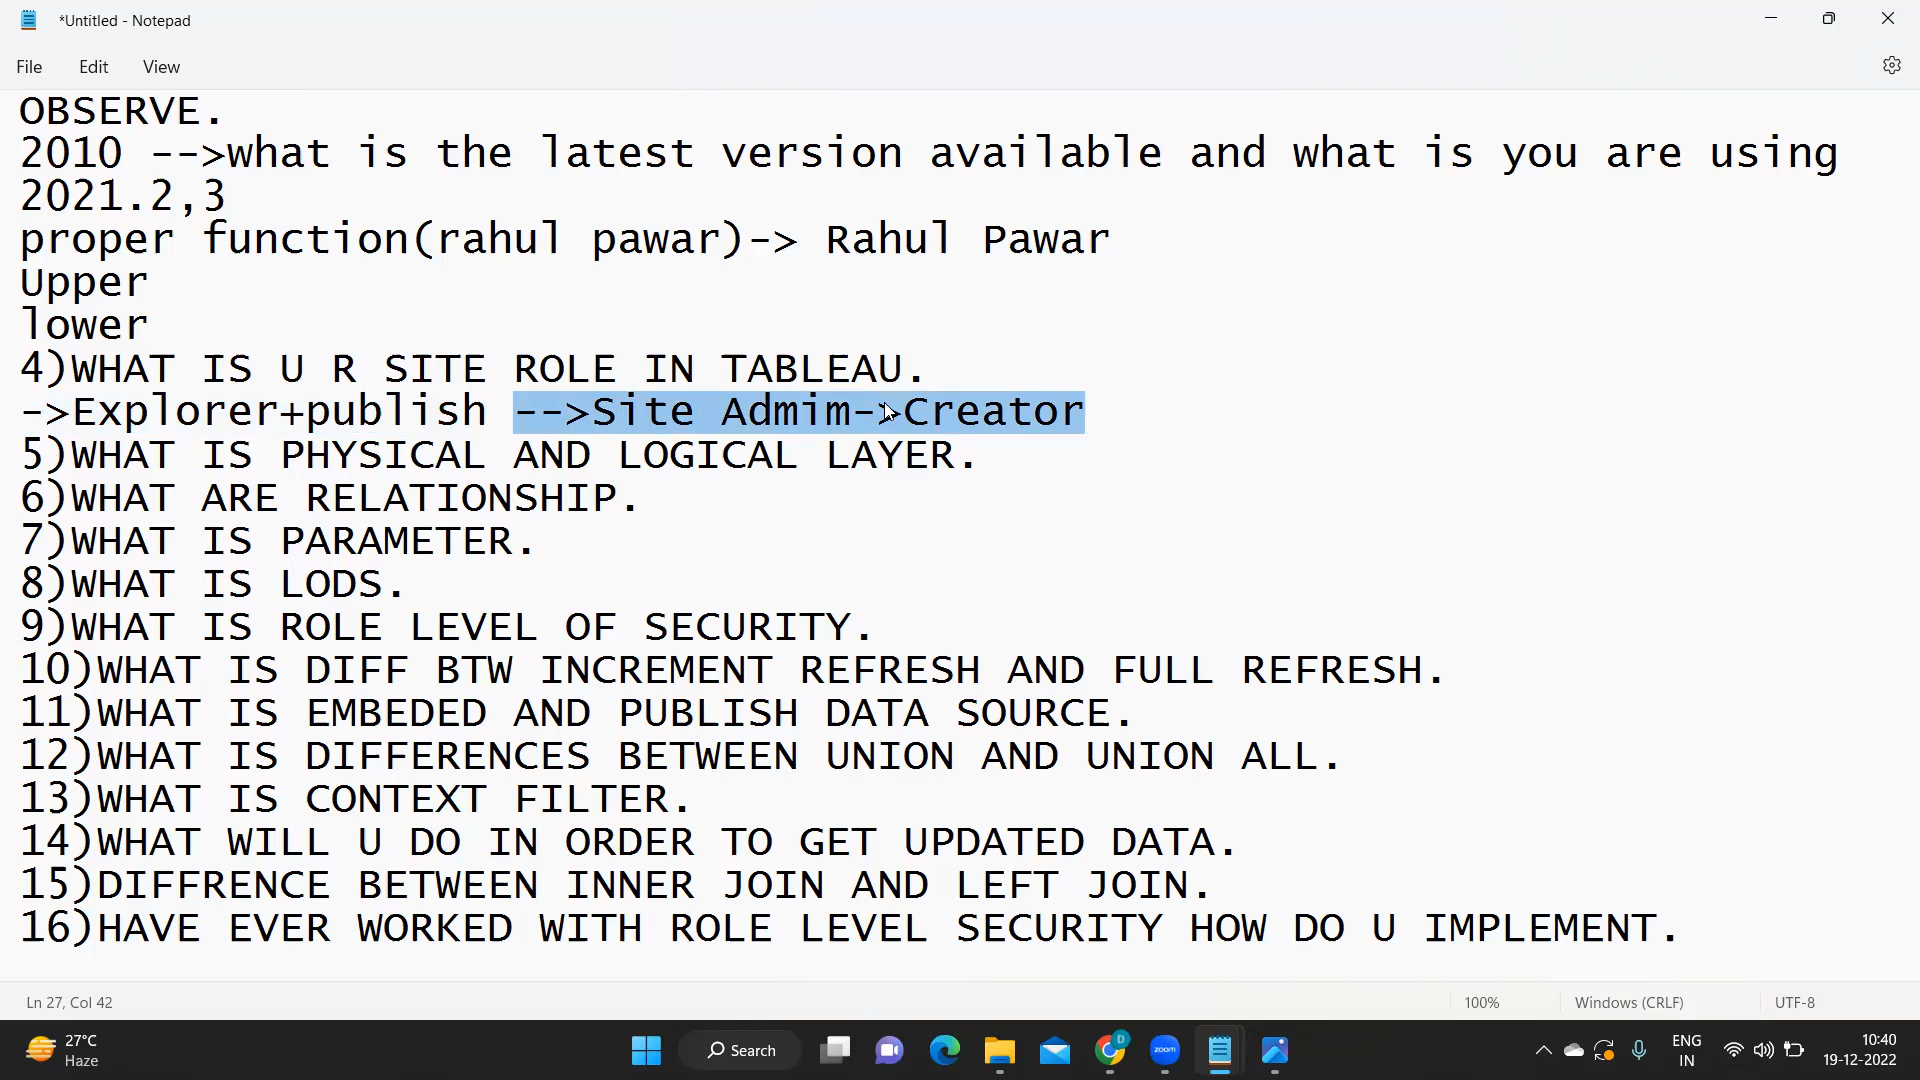 *Untitled - Notepad
File Edit View
OBSERVE.
2010 -->what is the latest version available and what is you are using
2021.2,3
proper function(rahul pawar)-> Rahul Pawar
Upper
lower
4)WHAT IS U R SITE ROLE IN TABLEAU.
->Explorer+publish -->Site Admim->Creator
5)WHAT IS PHYSICAL AND LOGICAL LAYER.
6)WHAT ARE RELATIONSHIP.
7)WHAT IS PARAMETER.
8)WHAT IS LODS.
9)WHAT IS ROLE LEVEL OF SECURITY.
10)WHAT IS DIFF BTW INCREMENT REFRESH AND FULL REFRESH.
11)WHAT IS EMBEDED AND PUBLISH DATA SOURCE.
12)WHAT IS DIFFERENCES BETWEEN UNION AND UNION ALL.
13)WHAT IS CONTEXT FILTER.
14)WHAT WILL U DO IN ORDER TO GET UPDATED DATA.
15)DIFFRENCE BETWEEN INNER JOIN AND LEFT JOIN.
16)HAVE EVER WORKED WITH ROLE LEVEL SECURITY HOW DO U IMPLEMENT.
Ln 27, Col 42 100% Windows (CRLF) UTF-8
27°C
Haze
Search
zoom
D
ENG
IN
10:40
19-12-2022